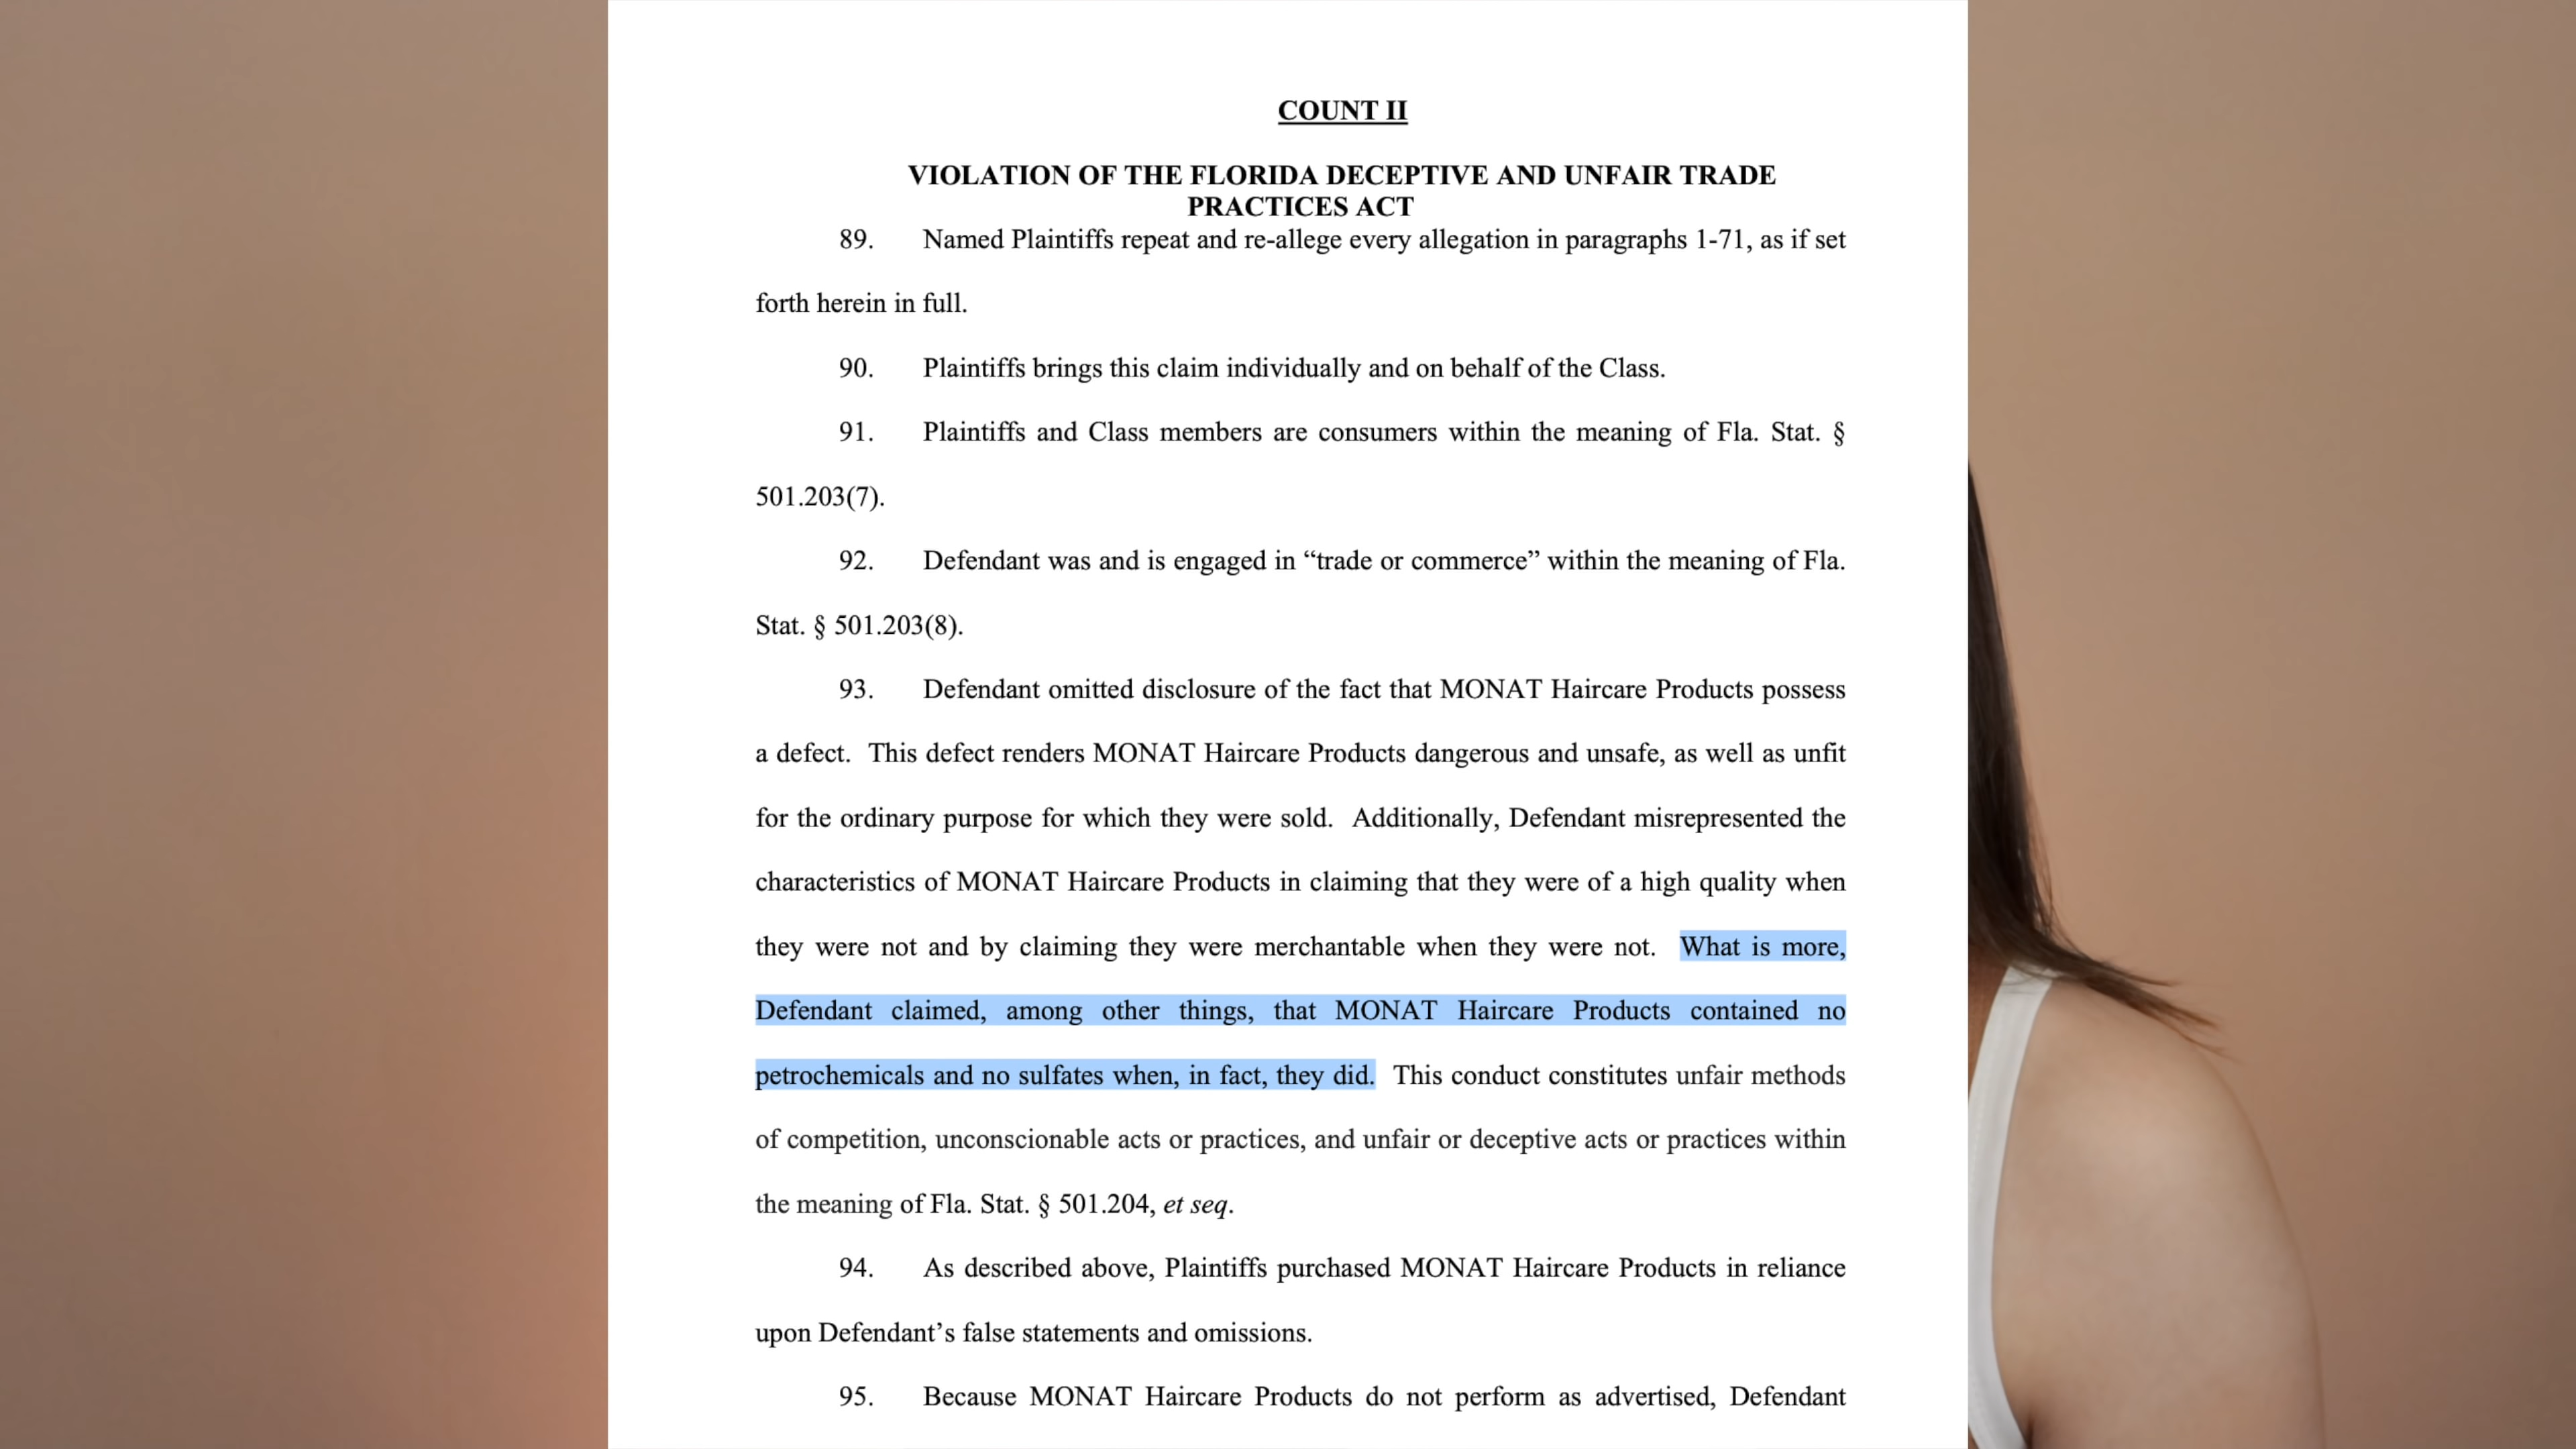 COUNT II
VIOLATION OF THE FLORIDA DECEPTIVE AND UNFAIR TRADE
PRACTICES ACT
89. Named Plaintiffs repeat and re-allege every allegation in paragraphs 1-71, as if set
forth herein in full.
90. Plaintiffs brings this claim individually and on behalf of the Class.
91. Plaintiffs and Class members are consumers within the meaning of Fla. Stat. §
501.203(7).
92. Defendant was and is engaged in “trade or commerce” within the meaning of Fla.
Stat. § 501.203(8).
93. Defendant omitted disclosure of the fact that MONAT Haircare Products possess
a defect. This defect renders MONAT Haircare Products dangerous and unsafe, as well as unfit
for the ordinary purpose for which they were sold. Additionally, Defendant misrepresented the
characteristics of MONAT Haircare Products in claiming that they were of a high quality when
they were not and by claiming they were merchantable when they were not. What is more,
Defendant claimed, among other things, that MONAT Haircare Products contained no
petrochemicals and no sulfates when, in fact, they did. This conduct constitutes unfair methods
of competition, unconscionable acts or practices, and unfair or deceptive acts or practices within
the meaning of Fla. Stat. § 501.204, et seq.
94. As described above, Plaintiffs purchased MONAT Haircare Products in reliance
upon Defendant’s false statements and omissions.
95. Because MONAT Haircare Products do not perform as advertised, Defendant